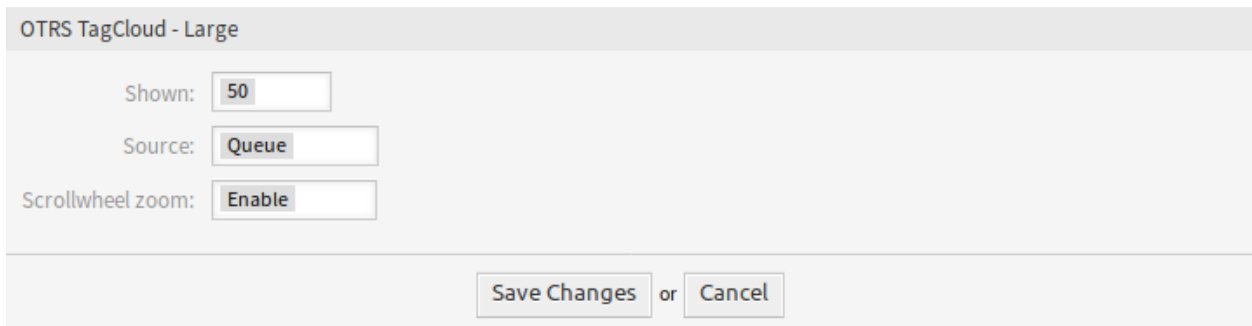 OTRS TagCloud - Large
Shown: 50
Source: Queue
Scrollwheel zoom: Enable
Save Changes or Cancel